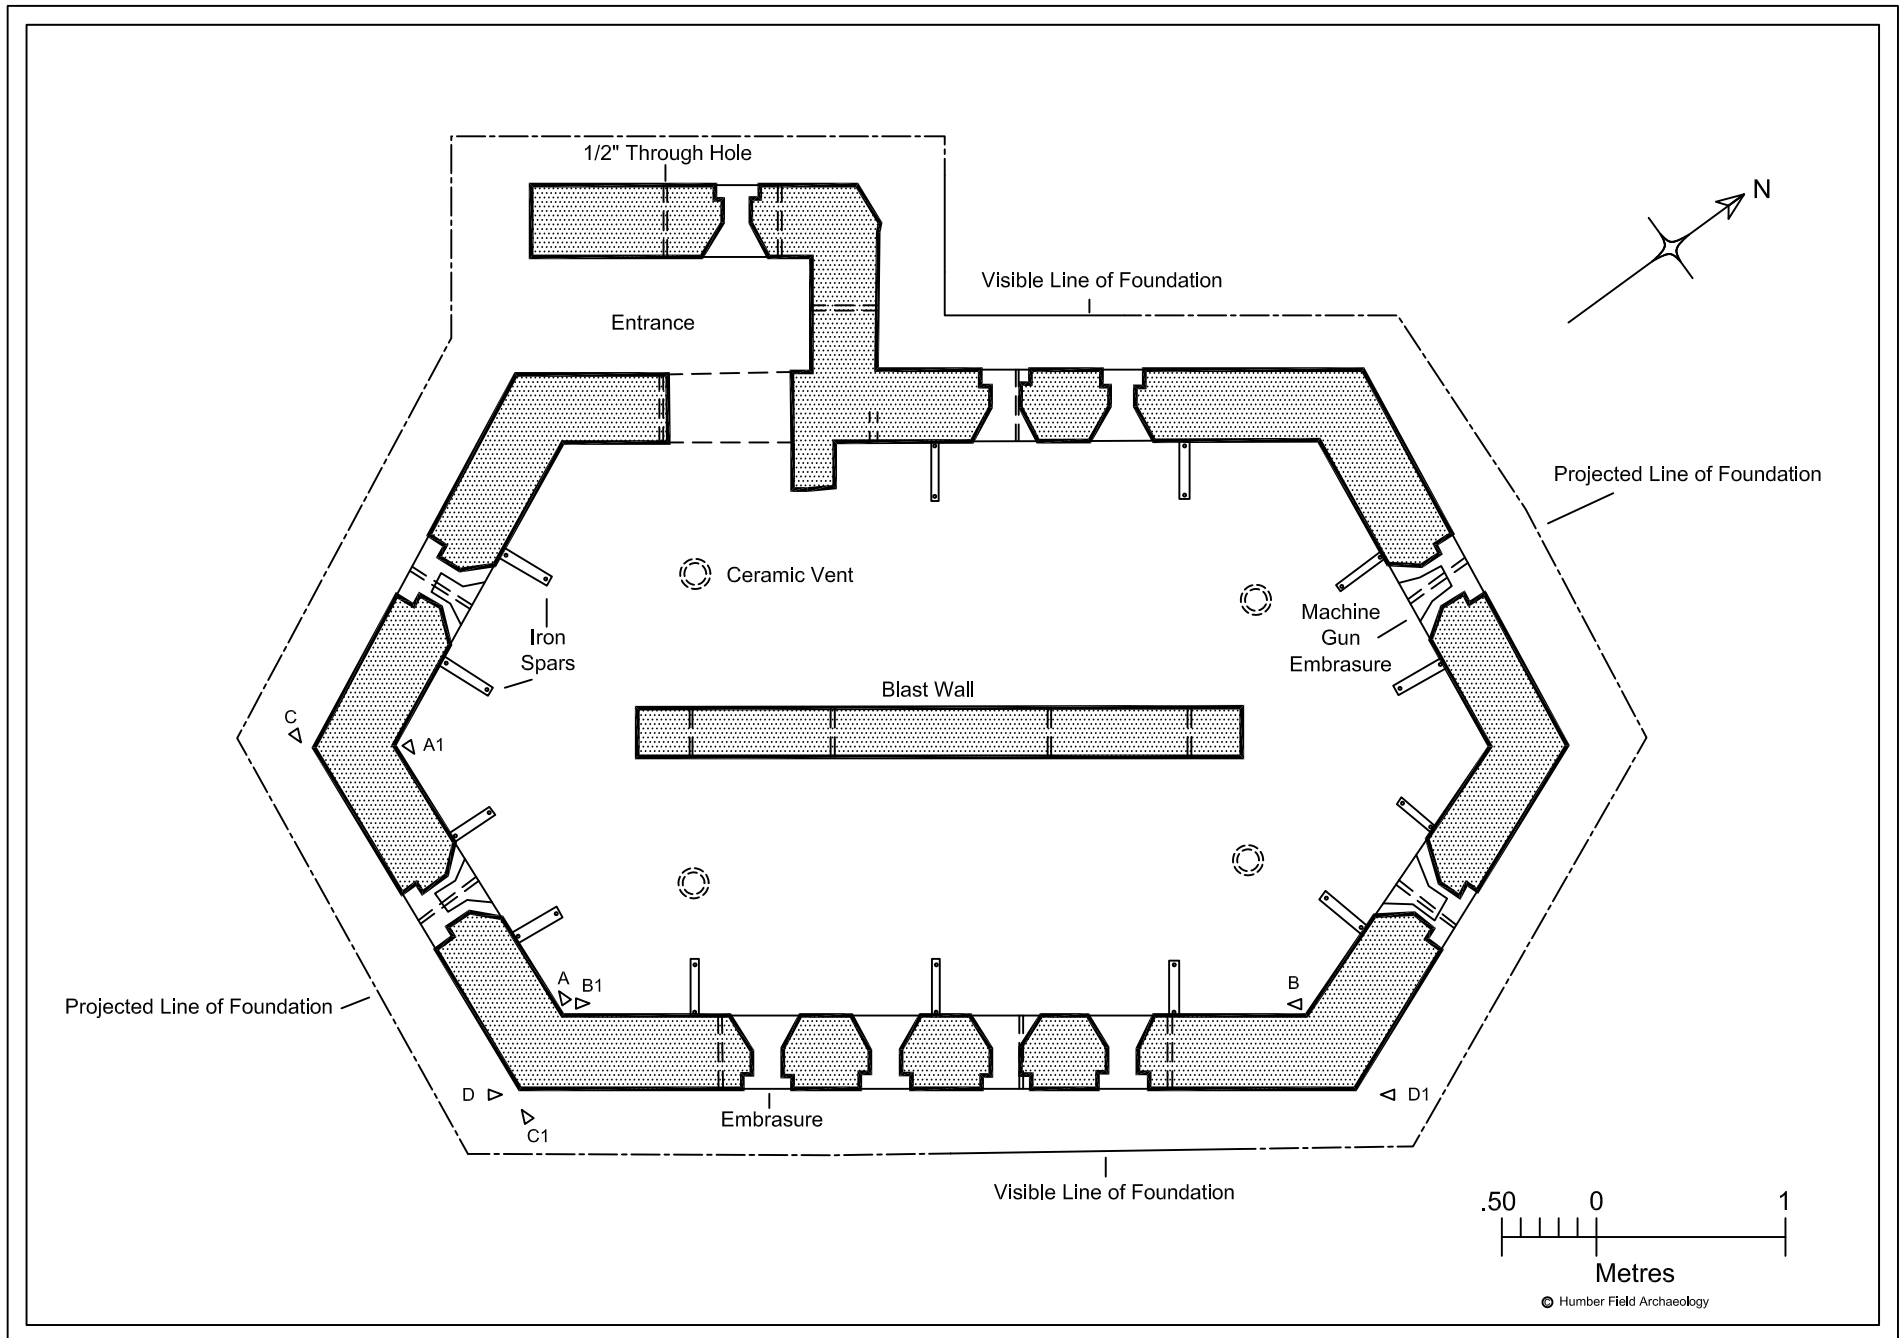 1/2" Through Hole
N
Visible Line of Foundation
Entrance
Projected Line of Foundation
Ceramic Vent
Machine
Gun
Embrasure
Iron
Spars
Blast Wall
C
A1
A
B1
B
Projected Line of Foundation
D
C1
Embrasure
D1
Visible Line of Foundation
.50 0 1
Metres
© Humber Field Archaeology